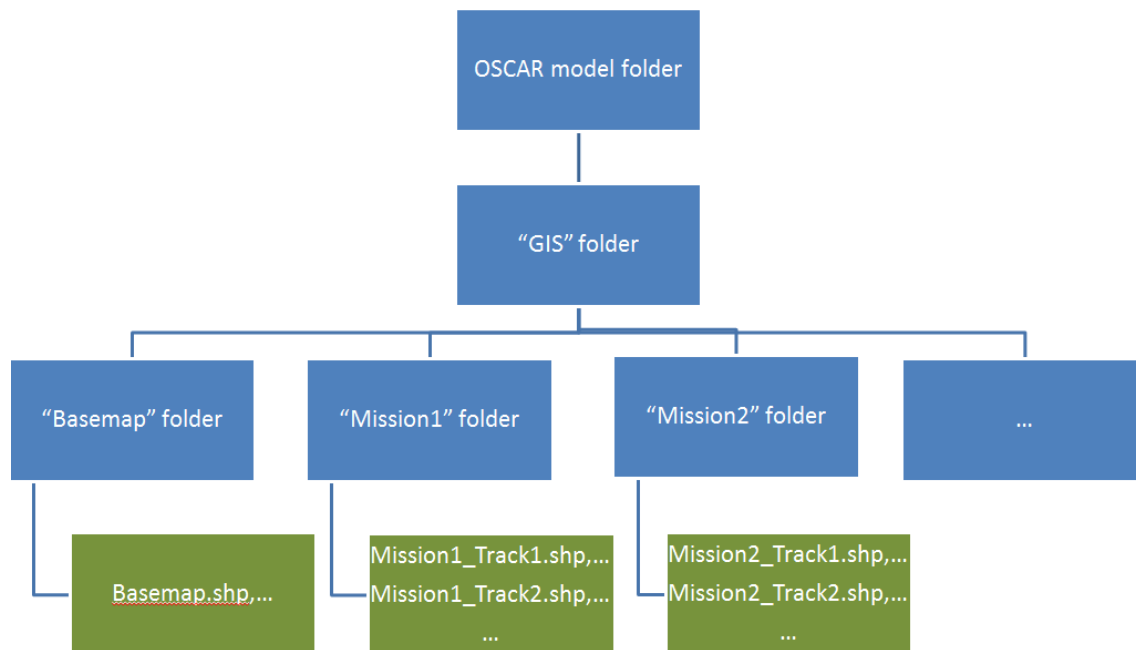 OSCAR model folder
“GIS” folder
“Basemap” folder
“Mission1” folder
“Mission2” folder
...
Basemap.shp,...
Mission1_Track1.shp,...
Mission1_Track2.shp,...
...
Mission2_Track1.shp,...
Mission2_Track2.shp,...
...